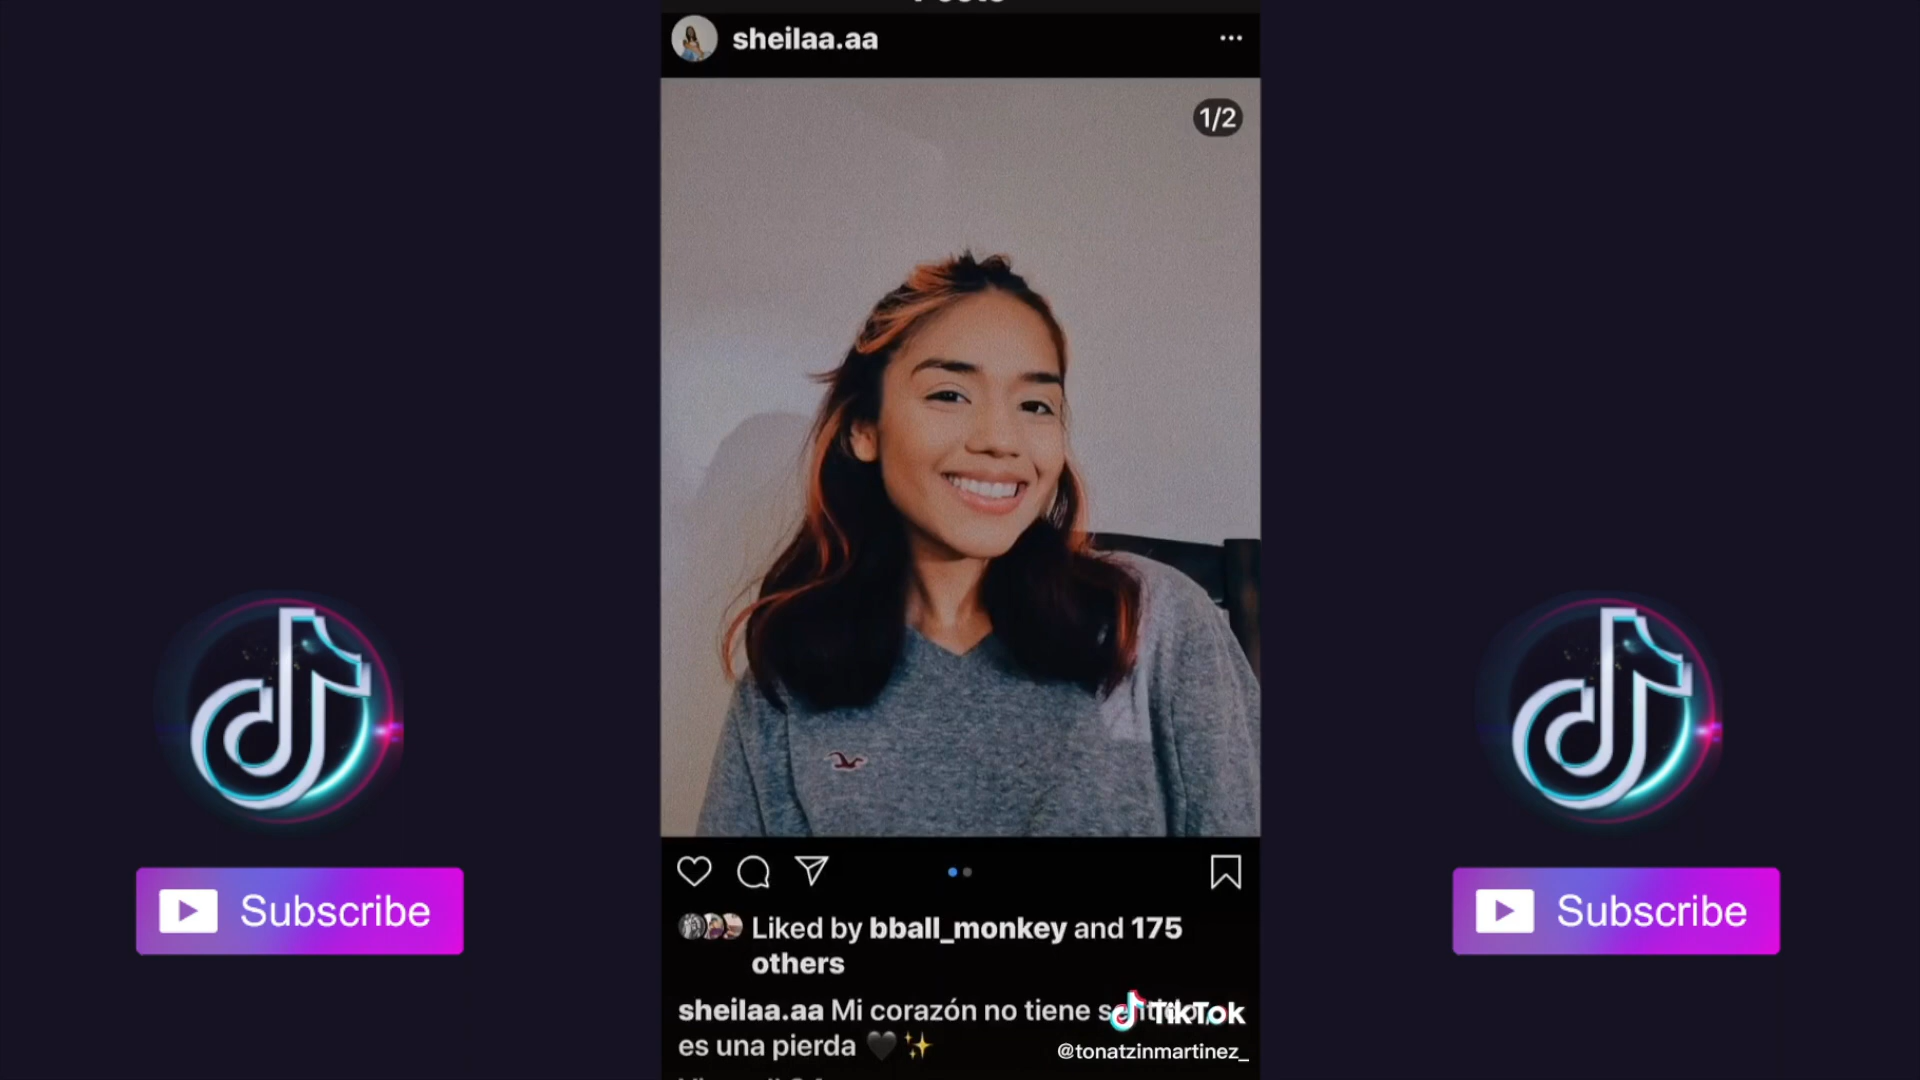 sheilaa.aa
1/2
Subscribe
Subscribe
Liked by bball_monkey and 175
others
sheilaa.aa Mi corazón no tiene
es una pierda 🖤✨
TikTok
@tonatzinmartinez_